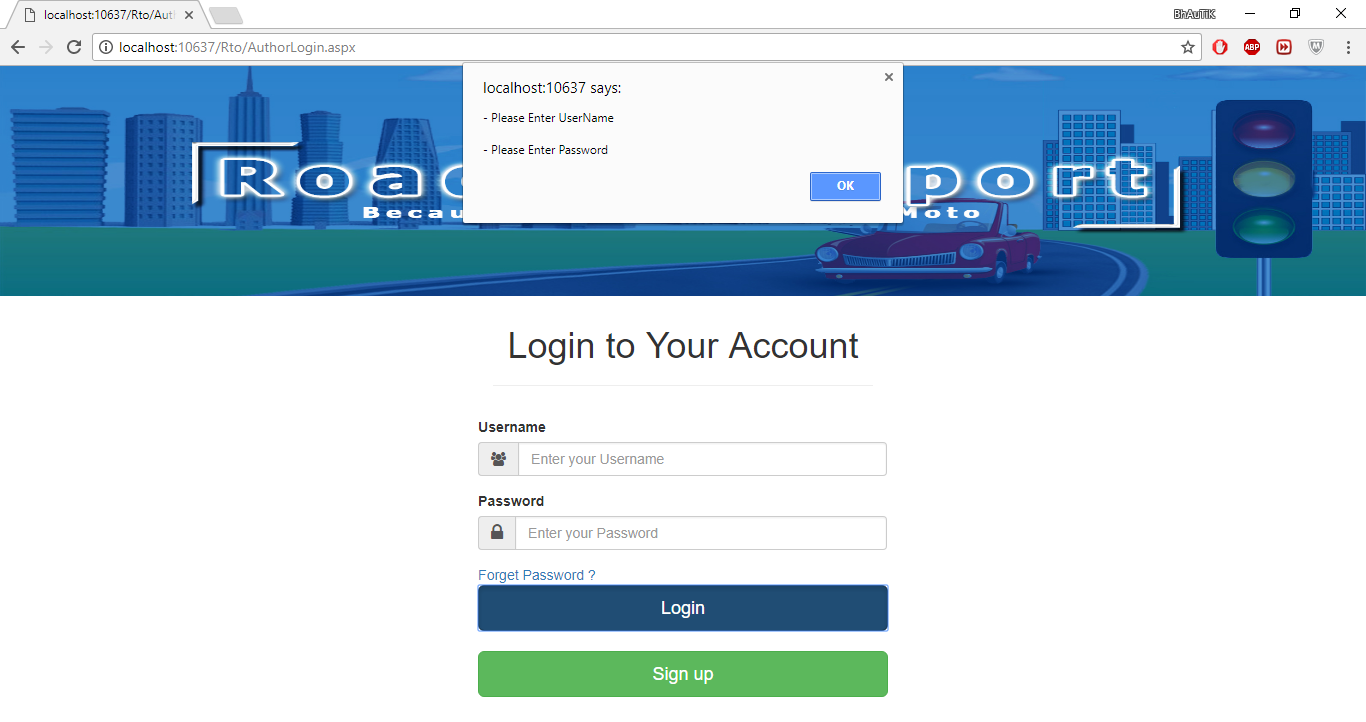 localhost:10637/Rto/Aut
BhAuTiK
localhost:10637/Rto/AuthorLogin.aspx
ABP
localhost:10637 says:
- Please Enter UserName
- Please Enter Password
OK
Roa port
Becau Moto
Login to Your Account
Username
Enter your Username
Password
Enter your Password
Forget Password ?
Login
Sign up